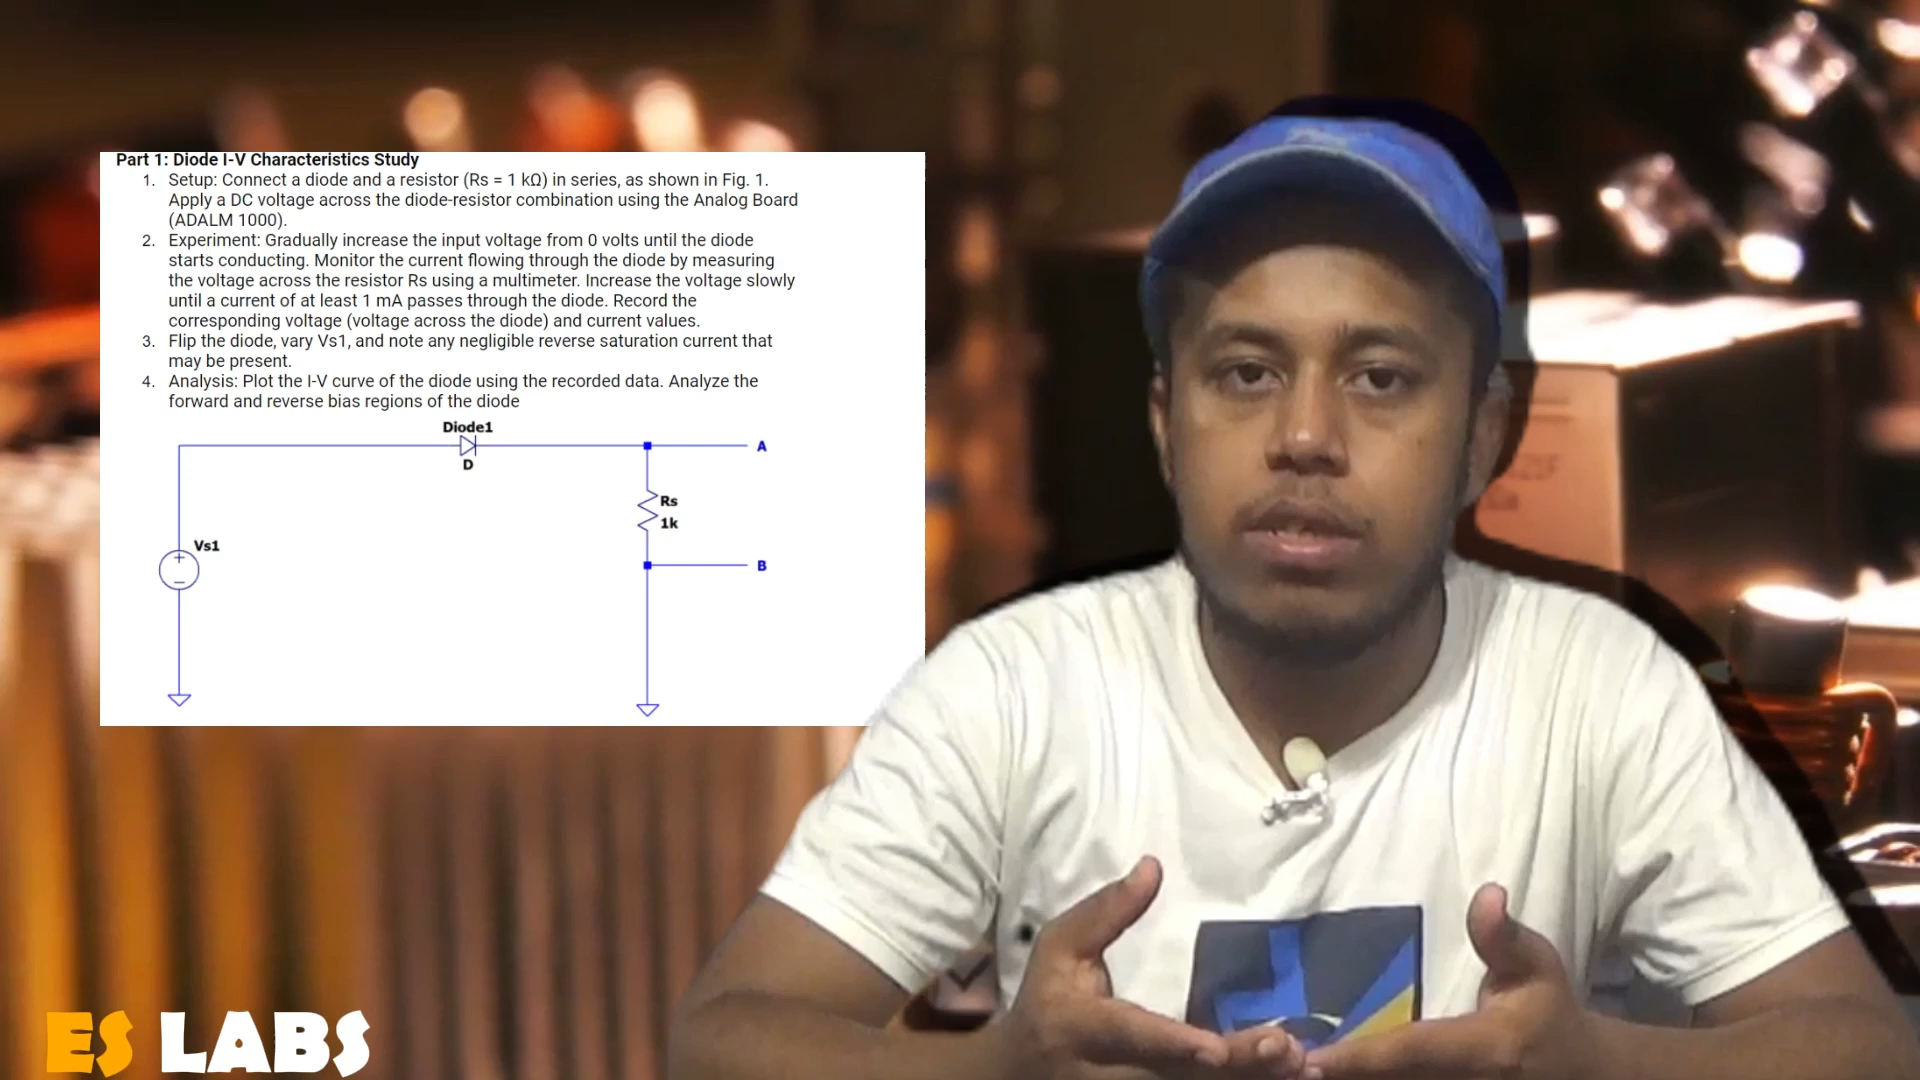 Part 1: Diode I-V Characteristics Study
1. Setup: Connect a diode and a resistor (Rs = 1 kΩ) in series, as shown in Fig. 1.
Apply a DC voltage across the diode-resistor combination using the Analog Board
(ADALM 1000).
2. Experiment: Gradually increase the input voltage from 0 volts until the diode
starts conducting. Monitor the current flowing through the diode by measuring
the voltage across the resistor Rs using a multimeter. Increase the voltage slowly
until a current of at least 1 mA passes through the diode. Record the
corresponding voltage (voltage across the diode) and current values.
3. Flip the diode, vary Vs1, and note any negligible reverse saturation current that
may be present.
4. Analysis: Plot the I-V curve of the diode using the recorded data. Analyze the
forward and reverse bias regions of the diode
Diode1
A
D
Rs
1k
Vs1
B
ES LABS